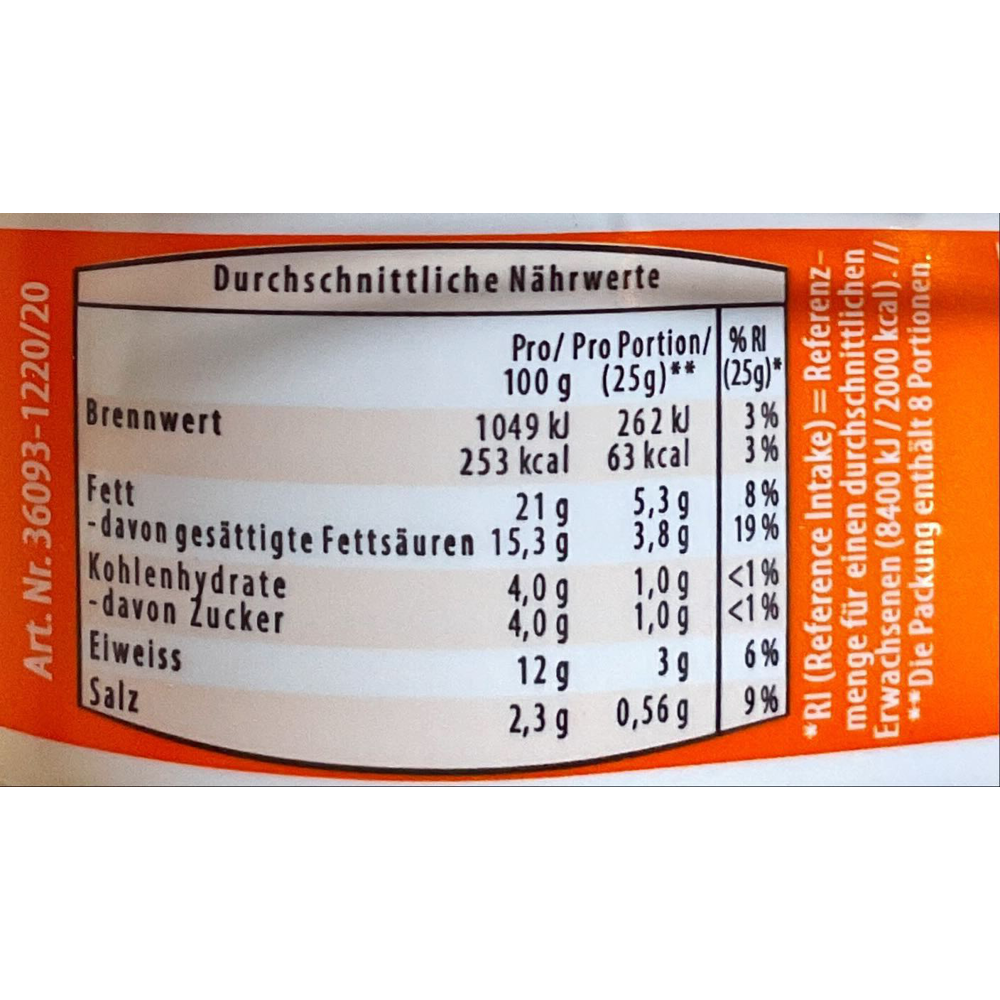 Art. Nr. 36093-1220/20
Durchschnittliche Nährwerte
Pro/ Pro Portion/ % RI
100 g (25g)** (25g)*
Brennwert 1049 kJ 262 kJ 3 %
253 kcal 63 kcal 3 %
Fett 21 g 5,3 g 8 %
-davon gesättigte Fettsäuren 15,3 g 3,8 g 19 %
Kohlenhydrate 4,0 g 1,0 g <1 %
-davon Zucker 4,0 g 1,0 g <1 %
Eiweiss 12 g 3 g 6 %
Salz 2,3 g 0,56 g 9 %
*RI (Reference Intake) = Referenz-
menge für einen durchschnittlichen
Erwachsenen (8400 kJ / 2000 kcal). //
**Die Packung enthält 8 Portionen.